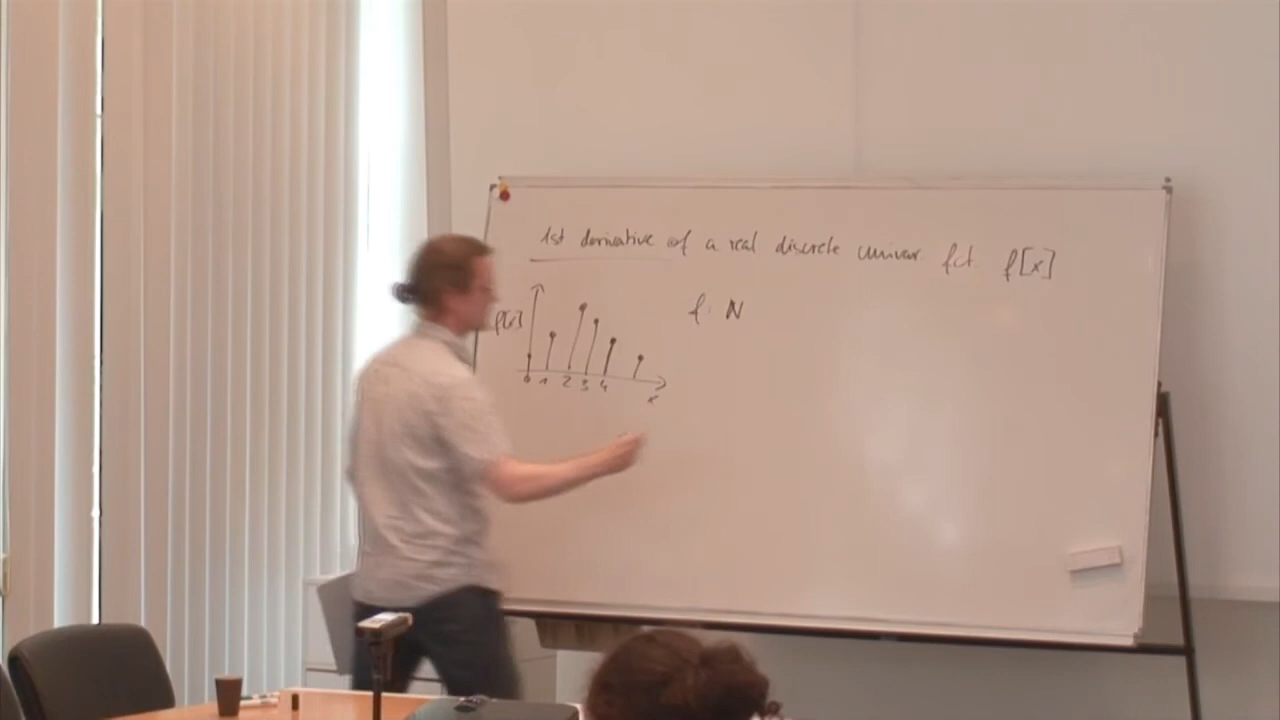 1st derivative of a real discrete univar. fct. f[x]
f[x]
f: N
0 1 2 3 4
x